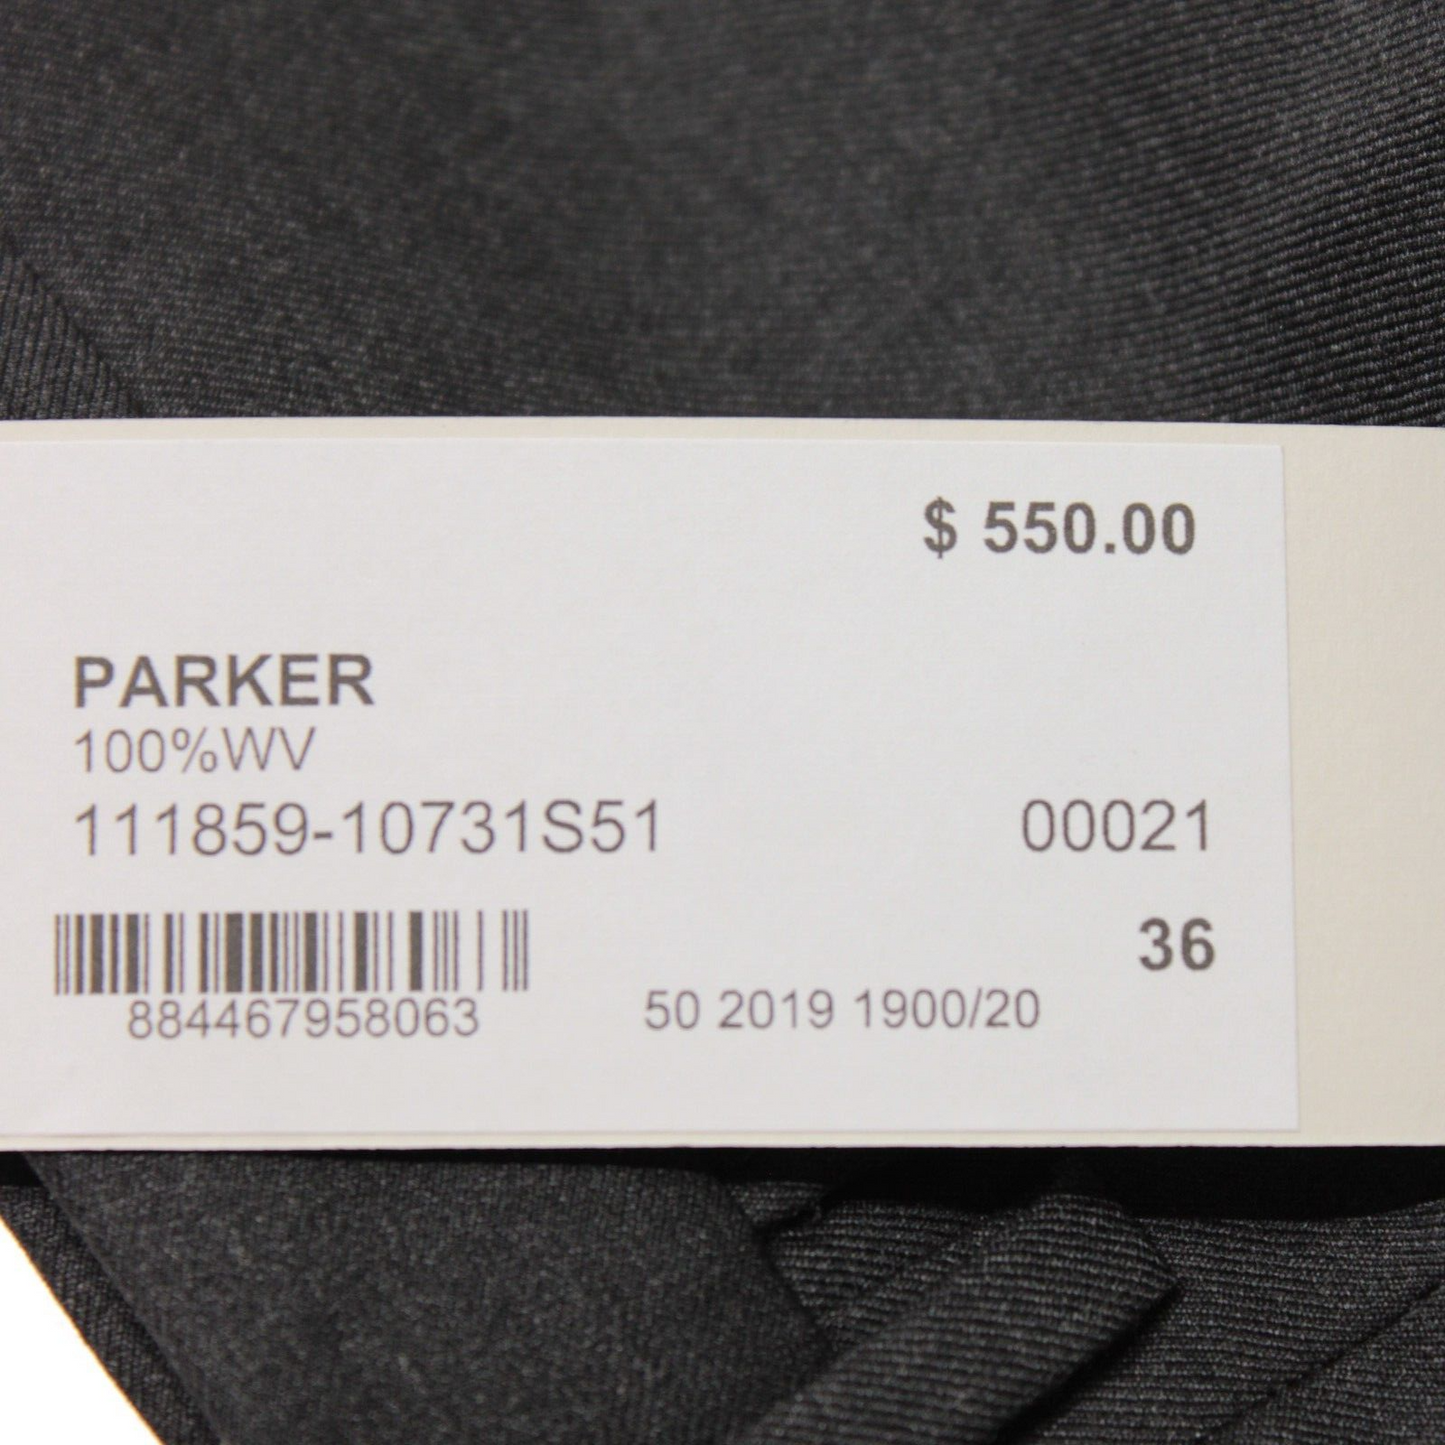 $ 550.00
PARKER
100%WV
111859-10731S51 00021
36
884467958063 50 2019 1900/20